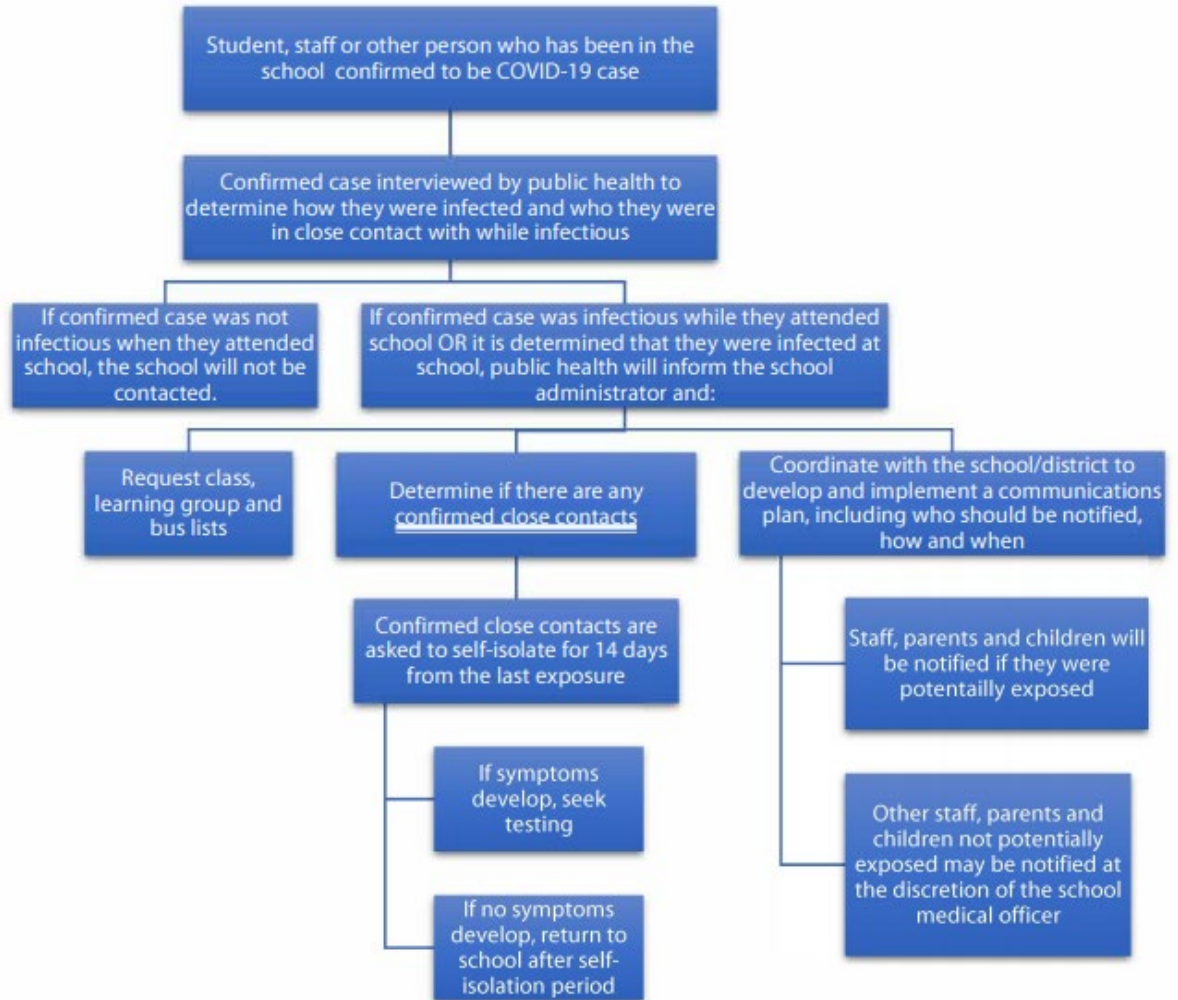 Student, staff or other person who has been in the
school confirmed to be COVID-19 case
Confirmed case interviewed by public health to
determine how they were infected and who they were
in close contact with while infectious
If confirmed case was not
infectious when they attended
school, the school will not be
contacted.
If confirmed case was infectious while they attended
school OR it is determined that they were infected at
school, public health will inform the school
administrator and:
Request class,
learning group and
bus lists
Determine if there are any
confirmed close contacts
Coordinate with the school/district to
develop and implement a communications
plan, including who should be notified,
how and when
Confirmed close contacts are
asked to self-isolate for 14 days
from the last exposure
Staff, parents and children will
be notified if they were
potentailly exposed
If symptoms
develop, seek
testing
Other staff, parents and
children not potentially
exposed may be notified at
the discretion of the school
medical officer
If no symptoms
develop, return to
school after self-
isolation period